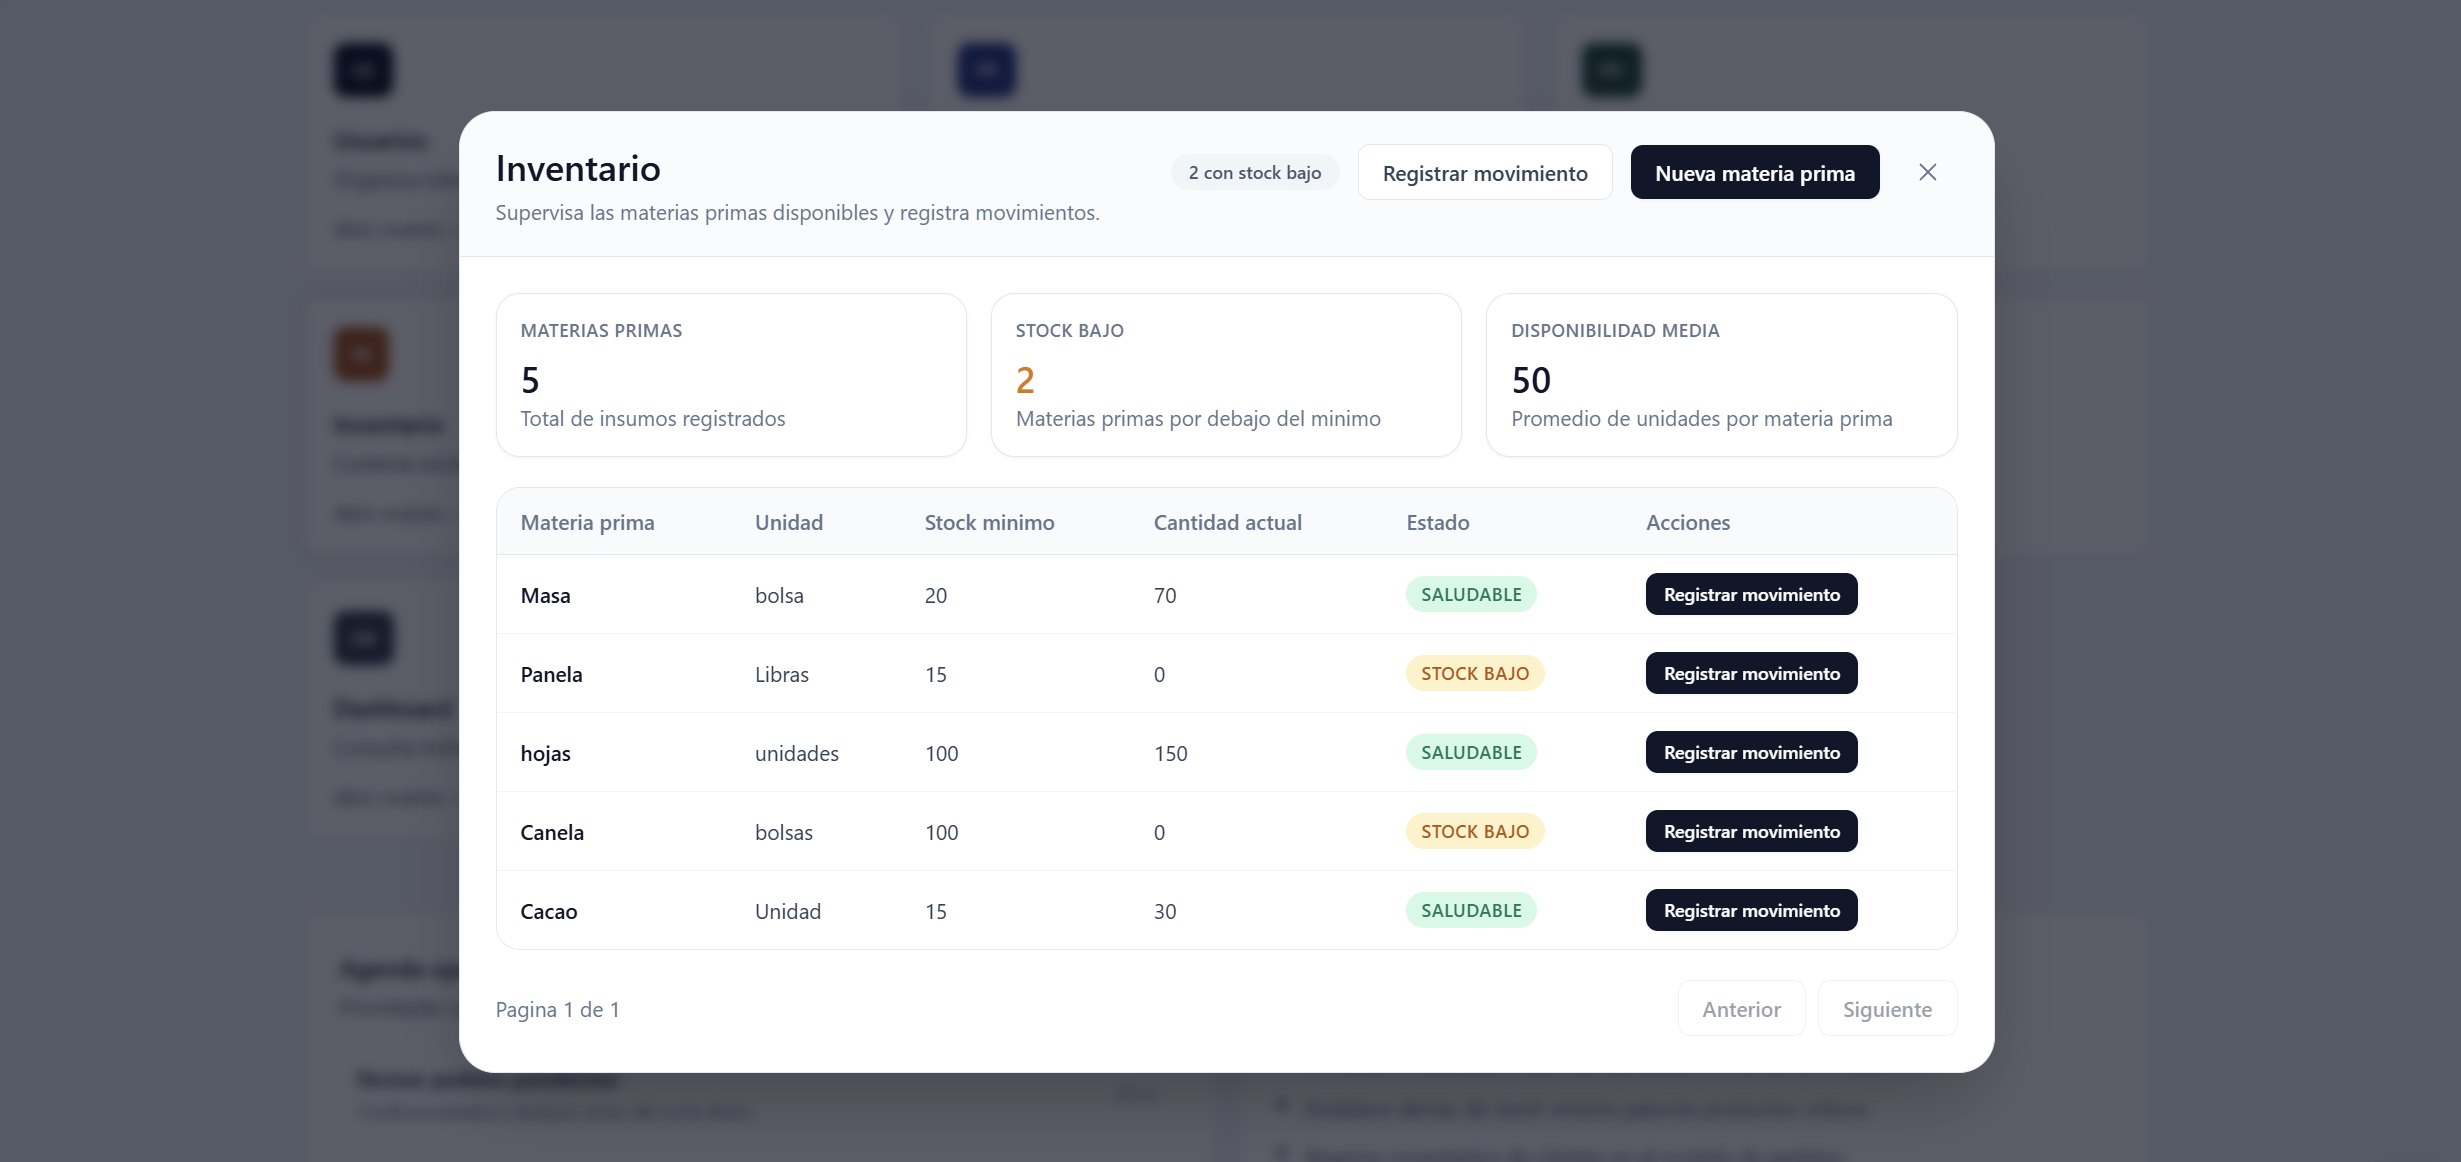 Inventario
Supervisa las materias primas disponibles y registra movimientos.
2 con stock bajo
Registrar movimiento
Nueva materia prima
MATERIAS PRIMAS
5
Total de insumos registrados
STOCK BAJO
2
Materias primas por debajo del minimo
DISPONIBILIDAD MEDIA
50
Promedio de unidades por materia prima
Materia prima Unidad Stock minimo Cantidad actual Estado Acciones
Masa bolsa 20 70 SALUDABLE Registrar movimiento
Panela Libras 15 0 STOCK BAJO Registrar movimiento
hojas unidades 100 150 SALUDABLE Registrar movimiento
Canela bolsas 100 0 STOCK BAJO Registrar movimiento
Cacao Unidad 15 30 SALUDABLE Registrar movimiento
Pagina 1 de 1
Anterior
Siguiente
Usuarios
Inventario
Dashboard